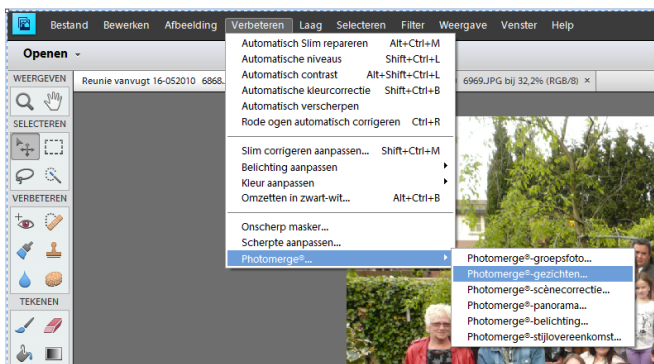 Bestand Bewerken Afbeelding Verbeteren Laag Selecteren Filter Weergave Venster Help
Openen
WEERGEVEN
Reunie vanvugt 16-052010 6868..
6969.JPG bij 32,2% (RGB/8) ×
SELECTEREN
VERBETEREN
TEKENEN
Automatisch Slim repareren Alt+Ctrl+M
Automatische niveaus Shift+Ctrl+L
Automatisch contrast Alt+Shift+Ctrl+L
Automatische kleurcorrectie Shift+Ctrl+B
Automatisch verscherpen
Rode ogen automatisch corrigeren Ctrl+R
Slim corrigeren aanpassen... Shift+Ctrl+M
Belichting aanpassen
Kleur aanpassen
Omzetten in zwart-wit... Alt+Ctrl+B
Onscherp masker...
Scherpte aanpassen...
Photomerge®...
Photomerge®-groepsfoto...
Photomerge®-gezichten...
Photomerge®-scènecorrectie...
Photomerge®-panorama...
Photomerge®-belichting...
Photomerge®-stijlovereenkomst...